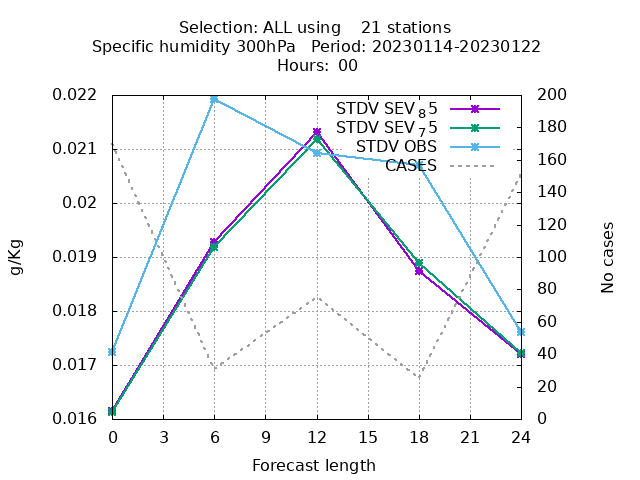 Selection: ALL using    21 stations
Specific humidity 300hPa   Period: 20230114-20230122
Hours: 00
STDV SEV 8 5
STDV SEV 7 5
STDV OBS
CASES
g/Kg
0.022
0.021
0.02
0.019
0.018
0.017
0.016
No cases
200
180
160
140
120
100
80
60
40
20
0
0 3 6 9 12 15 18 21 24
Forecast length